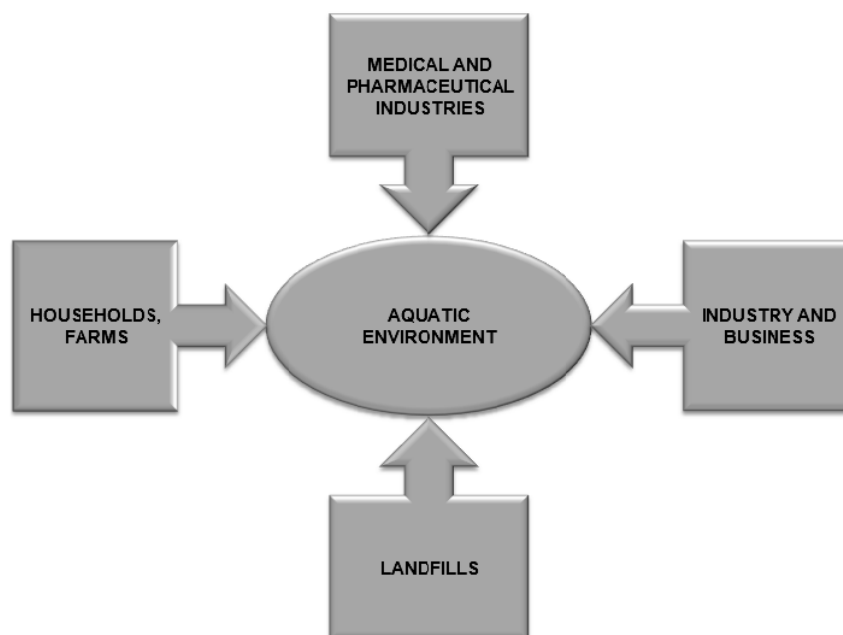 MEDICAL AND
PHARMACEUTICAL
INDUSTRIES
HOUSEHOLDS,
FARMS
AQUATIC
ENVIRONMENT
INDUSTRY AND
BUSINESS
LANDFILLS